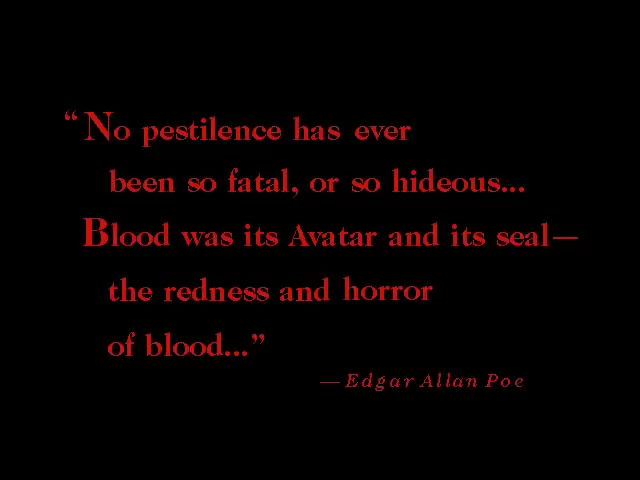 “No pestilence has ever
been so fatal, or so hideous...
Blood was its Avatar and its seal—
the redness and horror
of blood...”
—Edgar Allan Poe